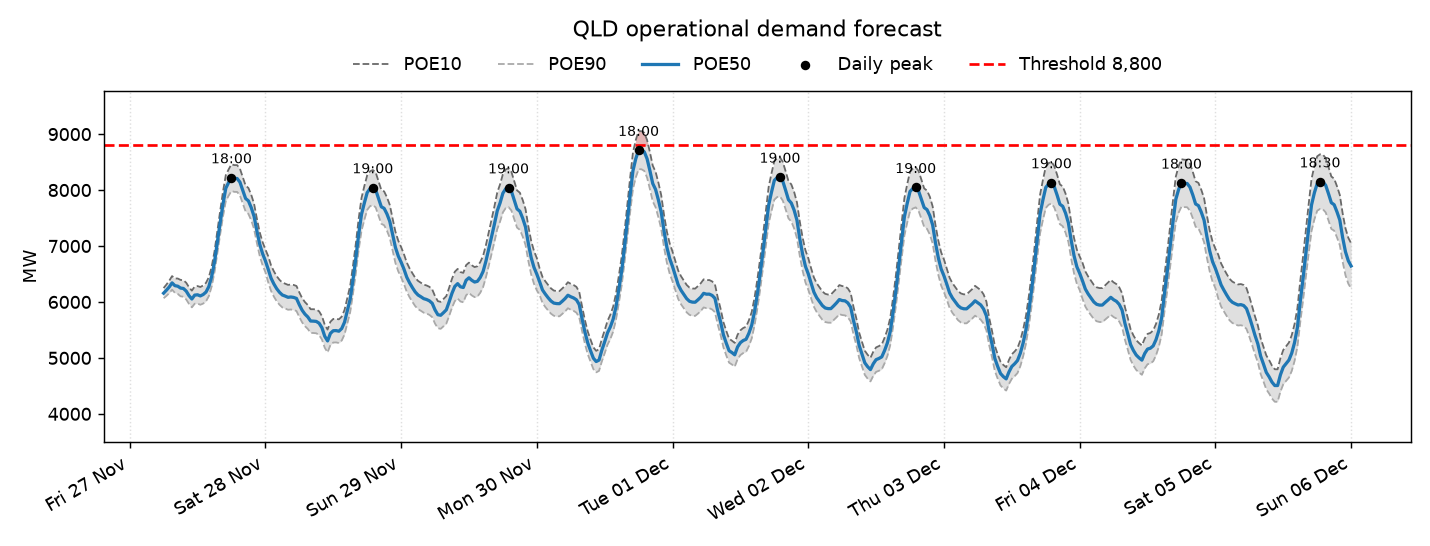 QLD operational demand forecast
POE10 POE90 POE50 Daily peak Threshold 8,800
MW
9000
8000
7000
6000
5000
4000
18:00 19:00 19:00 18:00 19:00 19:00 19:00 18:00 18:30
Fri 27 Nov Sat 28 Nov Sun 29 Nov Mon 30 Nov Tue 01 Dec Wed 02 Dec Thu 03 Dec Fri 04 Dec Sat 05 Dec Sun 06 Dec